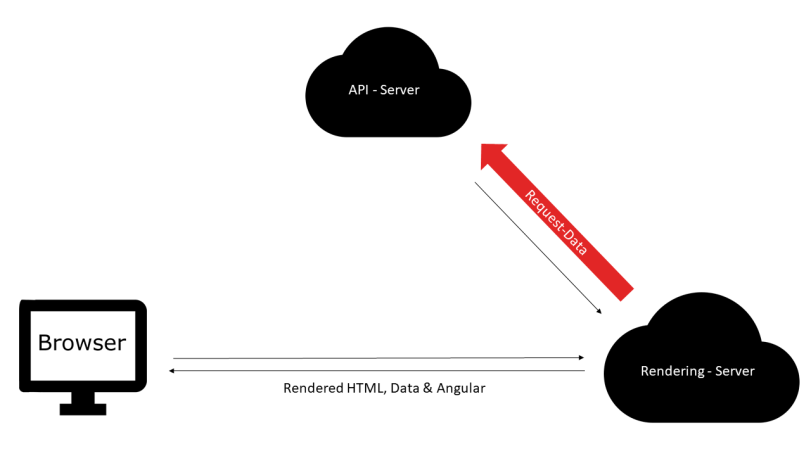 API - Server
Request-Data
Browser
Rendering - Server
Rendered HTML, Data & Angular